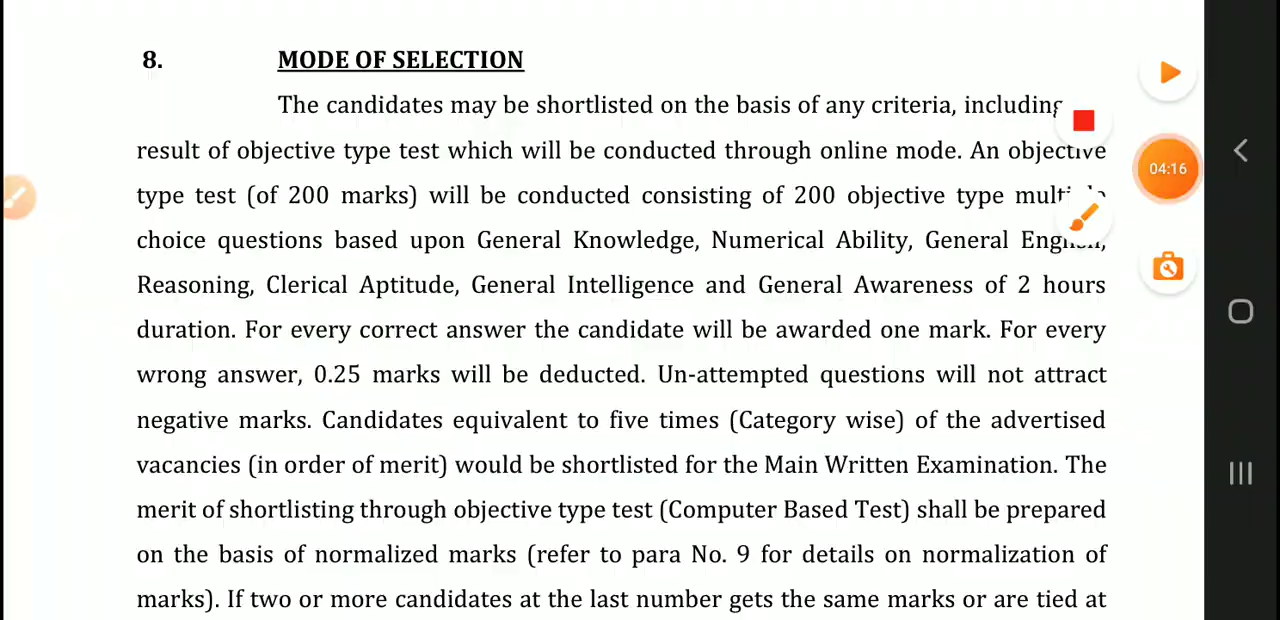 8. MODE OF SELECTION
The candidates may be shortlisted on the basis of any criteria, including
result of objective type test which will be conducted through online mode. An objective
type test (of 200 marks) will be conducted consisting of 200 objective type
choice questions based upon General Knowledge, Numerical Ability, General English,
Reasoning, Clerical Aptitude, General Intelligence and General Awareness of 2 hours
duration. For every correct answer the candidate will be awarded one mark. For every
wrong answer, 0.25 marks will be deducted. Un-attempted questions will not attract
negative marks. Candidates equivalent to five times (Category wise) of the advertised
vacancies (in order of merit) would be shortlisted for the Main Written Examination. The
merit of shortlisting through objective type test (Computer Based Test) shall be prepared
on the basis of normalized marks (refer to para No. 9 for details on normalization of
marks). If two or more candidates at the last number gets the same marks or are tied at
04:16